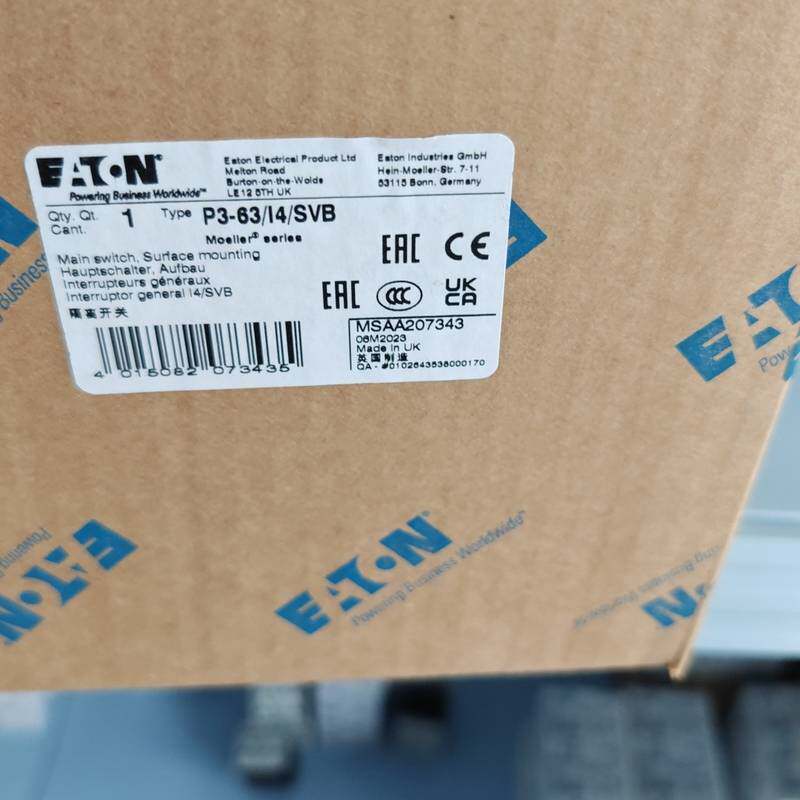 EATON
Powering Business Worldwide™
Eaton Electrical Product Ltd
Melton Road
Burton-on-the-Wolds
LE12 5TH UK
Eaton Industries GmbH
Hein-Moeller-Str. 7-11
53115 Bonn, Germany
Qty. Qt. 1 Type P3-63/I4/SVB
Cant.
Moeller® series
Main switch, Surface mounting
Hauptschalter, Aufbau
Interrupteurs généraux
Interruptor general I4/SVB
隔离开关
EAC CE
EAC CCC UK
CA
MSAA207343
06M2023
Made in UK
英国制造
QA - #0102643538000170
4 015082 073435
EATON
Powering Business Worldwide™
EATON
Powering
EATON
Powering Business Worldwide